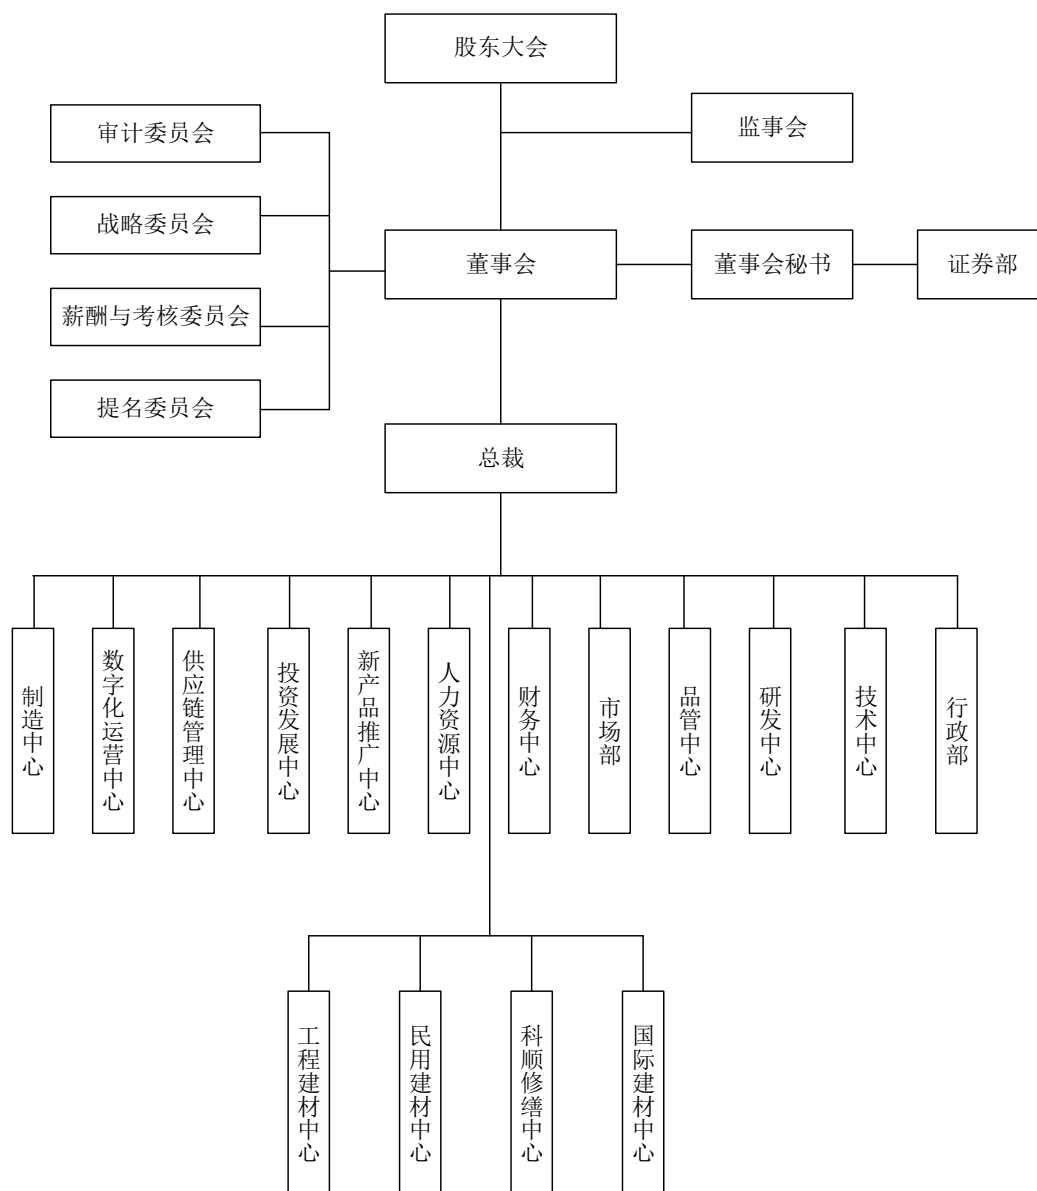 股东大会
监事会
审计委员会
战略委员会
薪酬与考核委员会
提名委员会
董事会
董事会秘书
证券部
总裁
制造中心
数字化运营中心
供应链管理中心
投资发展中心
新产品推广中心
人力资源中心
财务中心
市场部
品管中心
研发中心
技术中心
行政部
工程建材中心
民用建材中心
科顺修缮中心
国际建材中心